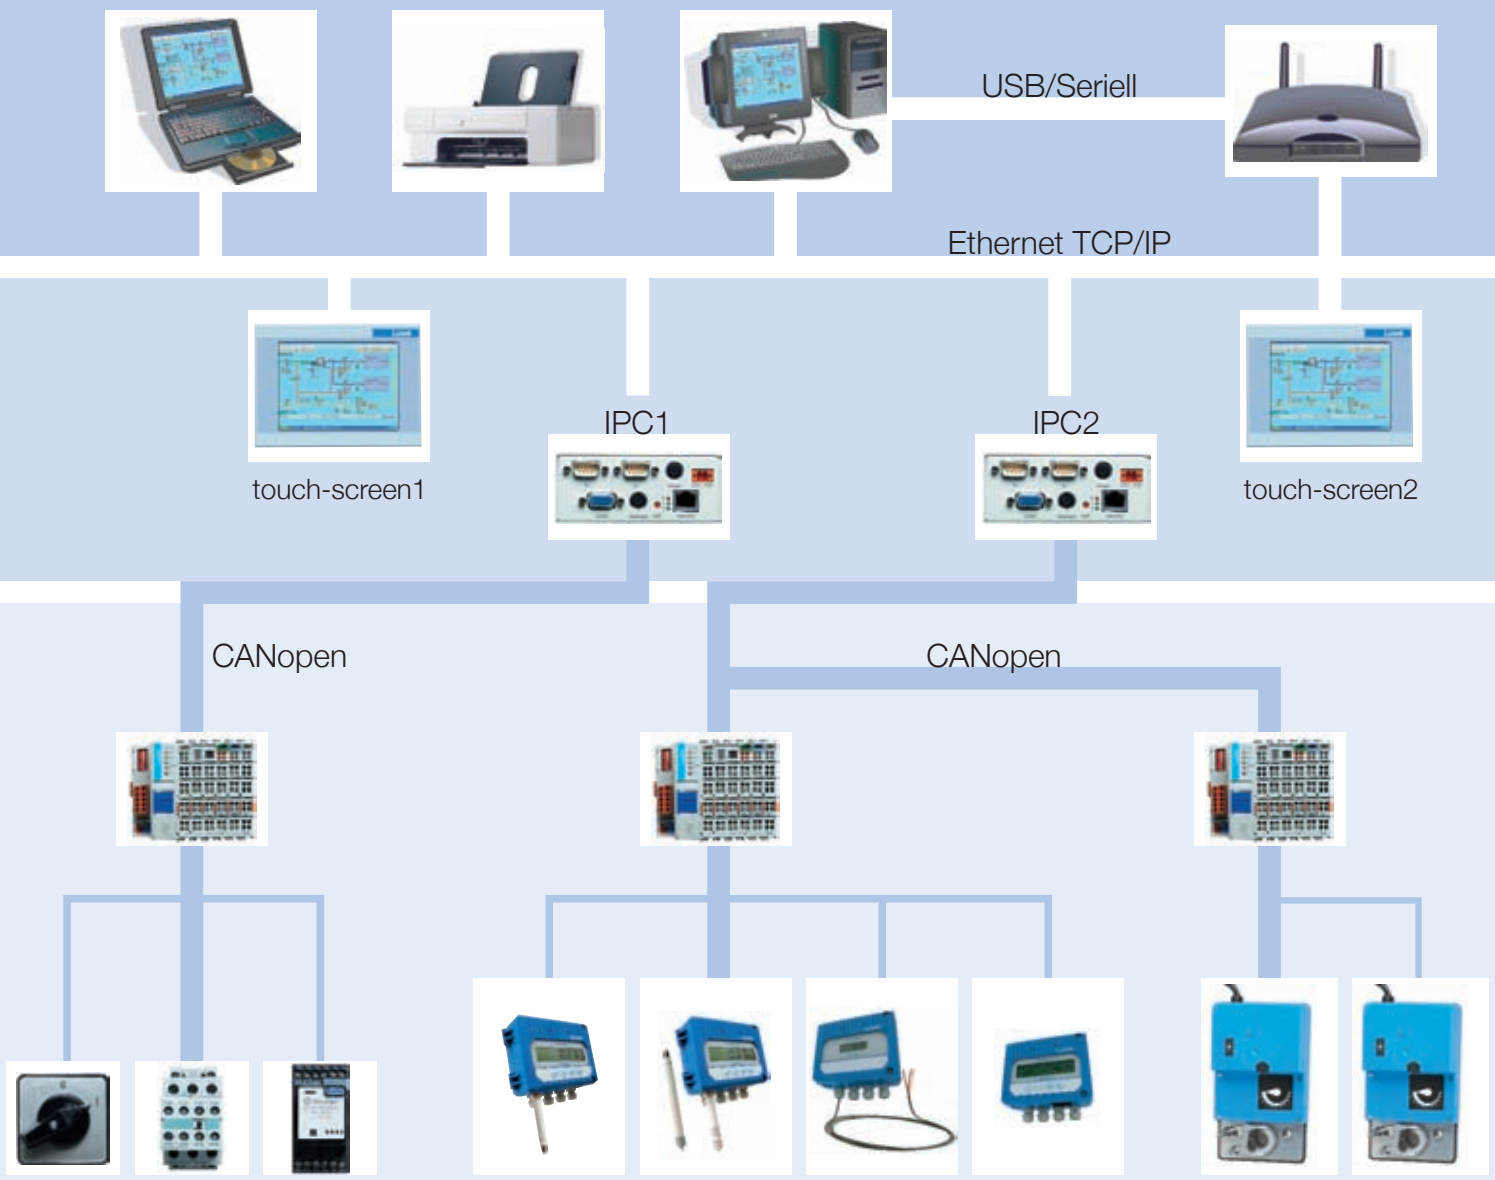 USB/Seriell
Ethernet TCP/IP
IPC1
IPC2
touch-screen1
touch-screen2
CANopen
CANopen